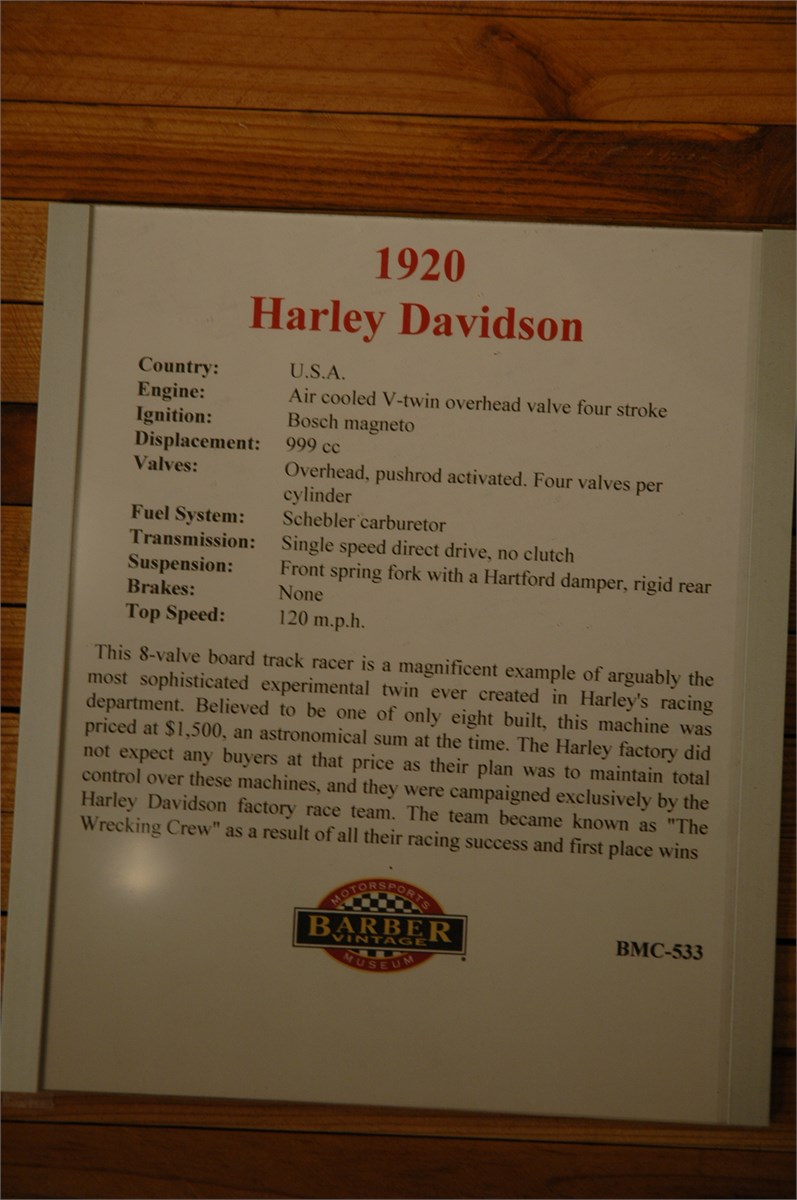 1920
Harley Davidson
Country: U.S.A.
Engine: Air cooled V-twin overhead valve four stroke
Ignition: Bosch magneto
Displacement: 999 cc
Valves: Overhead, pushrod activated. Four valves per
cylinder
Fuel System: Schebler carburetor
Transmission: Single speed direct drive, no clutch
Suspension: Front spring fork with a Hartford damper, rigid rear
Brakes: None
Top Speed: 120 m.p.h.
This 8-valve board track racer is a magnificent example of arguably the
most sophisticated experimental twin ever created in Harley's racing
department. Believed to be one of only eight built, this machine was
priced at $1,500, an astronomical sum at the time. The Harley factory did
not expect any buyers at that price as their plan was to maintain total
control over these machines, and they were campaigned exclusively by the
Harley Davidson factory race team. The team became known as "The
Wrecking Crew" as a result of all their racing success and first place wins
MOTORSPORTS
BARBER
VINTAGE
MUSEUM
BMC-533